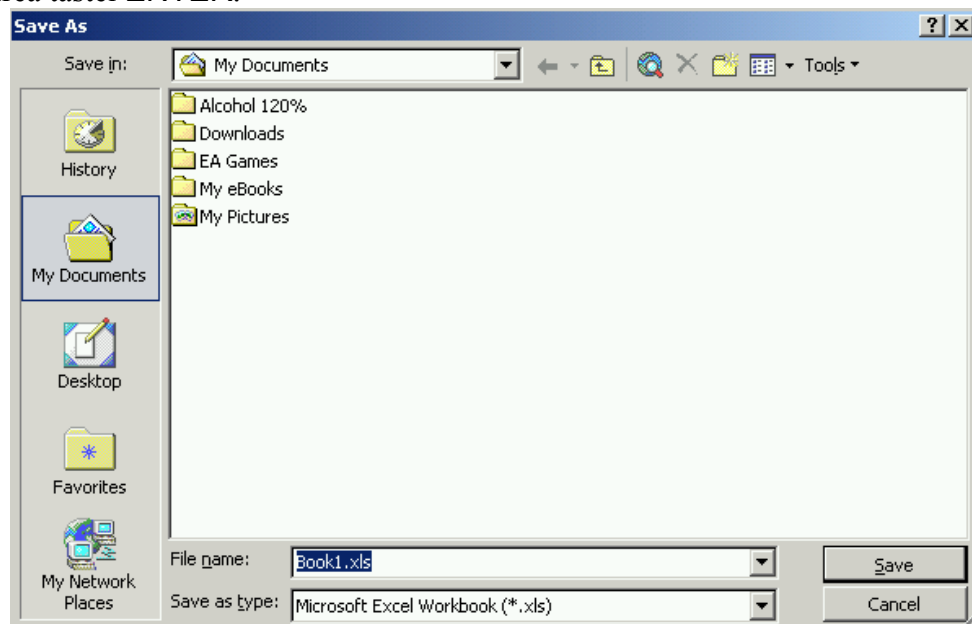 ENTER.
Save As
Save in:
My Documents
Tools
Alcohol 120%
Downloads
EA Games
My eBooks
My Pictures
History
My Documents
Desktop
Favorites
My Network
Places
File name:
Book1.xls
Save
Save as type:
Microsoft Excel Workbook (*.xls)
Cancel